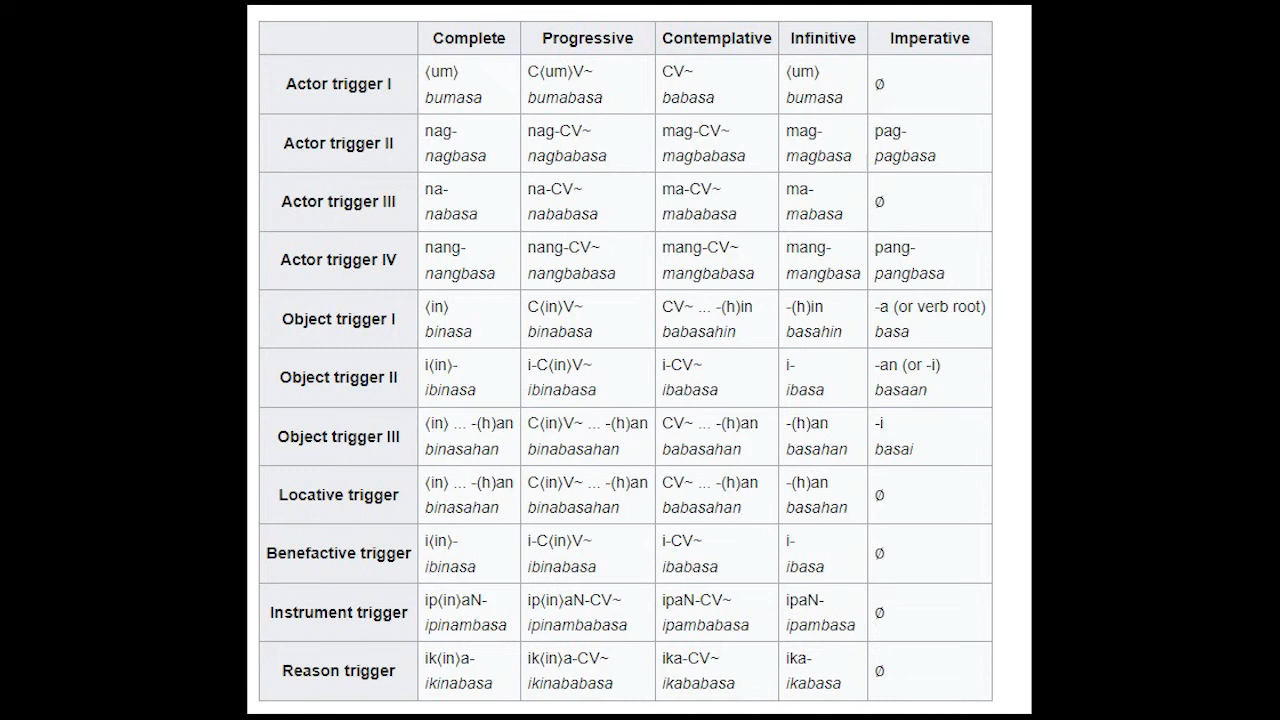 Complete Progressive Contemplative Infinitive Imperative
Actor trigger I ⟨um⟩ C⟨um⟩V~ CV~ ⟨um⟩ ∅
bumasa bumabasa babasa bumasa
Actor trigger II nag- nag-CV~ mag-CV~ mag- pag-
nagbasa nagbabasa magbabasa magbasa pagbasa
Actor trigger III na- na-CV~ ma-CV~ ma- ∅
nabasa nababasa mababasa mabasa
Actor trigger IV nang- nang-CV~ mang-CV~ mang- pang-
nangbasa nangbabasa mangbabasa mangbasa pangbasa
Object trigger I ⟨in⟩ C⟨in⟩V~ CV~ ... -(h)in -(h)in -a (or verb root)
binasa binabasa babasahin basahin basa
Object trigger II i⟨in⟩- i-C⟨in⟩V~ i-CV~ i- -an (or -i)
ibinasa ibinabasa ibabasa ibasa basaan
Object trigger III ⟨in⟩ ... -(h)an C⟨in⟩V~ ... -(h)an CV~ ... -(h)an -(h)an -i
binasahan binabasahan babasahan basahan basai
Locative trigger ⟨in⟩ ... -(h)an C⟨in⟩V~ ... -(h)an CV~ ... -(h)an -(h)an ∅
binasahan binabasahan babasahan basahan
Benefactive trigger i⟨in⟩- i-C⟨in⟩V~ i-CV~ i- ∅
ibinasa ibinabasa ibabasa ibasa
Instrument trigger ip⟨in⟩aN- ip⟨in⟩aN-CV~ ipaN-CV~ ipaN- ∅
ipinambasa ipinambabasa ipambabasa ipambasa
Reason trigger ik⟨in⟩a- ik⟨in⟩a-CV~ ika-CV~ ika- ∅
ikinabasa ikinababasa ikababasa ikabasa